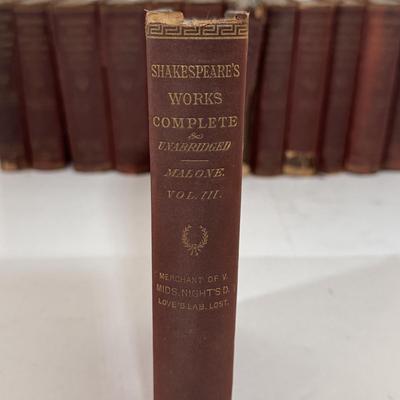 SHAKESPEARE'S
WORKS
COMPLETE
&
UNABRIDGED
MALONE.
VOL. III.
MERCHANT OF V.
MIDS. NIGHT'S D.
LOVE'S LAB. LOST.